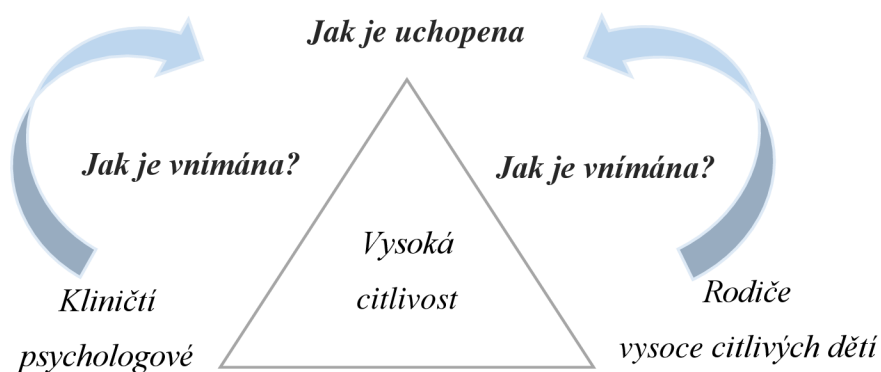 Jak je uchopena
Jak je vnímána?
Jak je vnímána?
Vysoká
citlivost
Kliničtí
psychologové
Rodiče
vysoce citlivých dětí